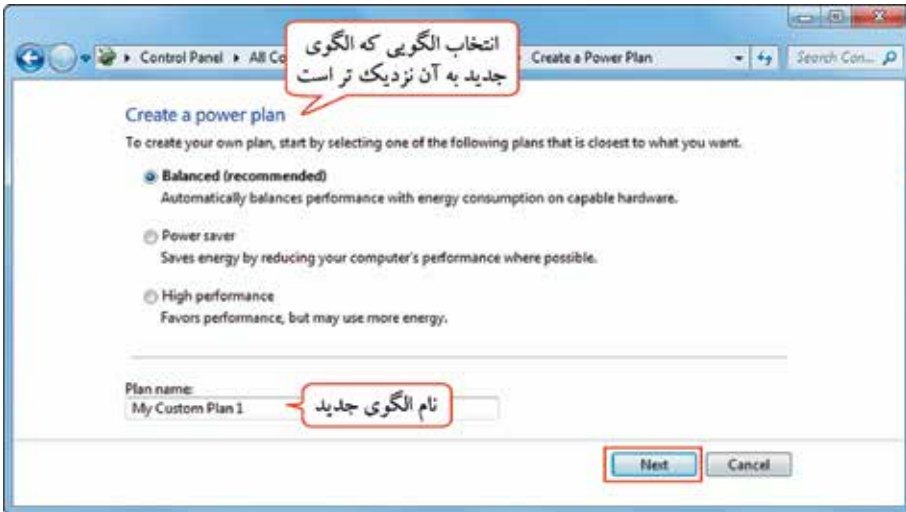 انتخاب الگویی که الگوی
جدید به آن نزدیک تر است
Control Panel ▸ All Co
Create a Power Plan
Search Con...
Create a power plan
To create your own plan, start by selecting one of the following plans that is closest to what you want.
Balanced (recommended)
Automatically balances performance with energy consumption on capable hardware.
Power saver
Saves energy by reducing your computer's performance where possible.
High performance
Favors performance, but may use more energy.
Plan name:
My Custom Plan 1
نام الگوی جدید
Next
Cancel